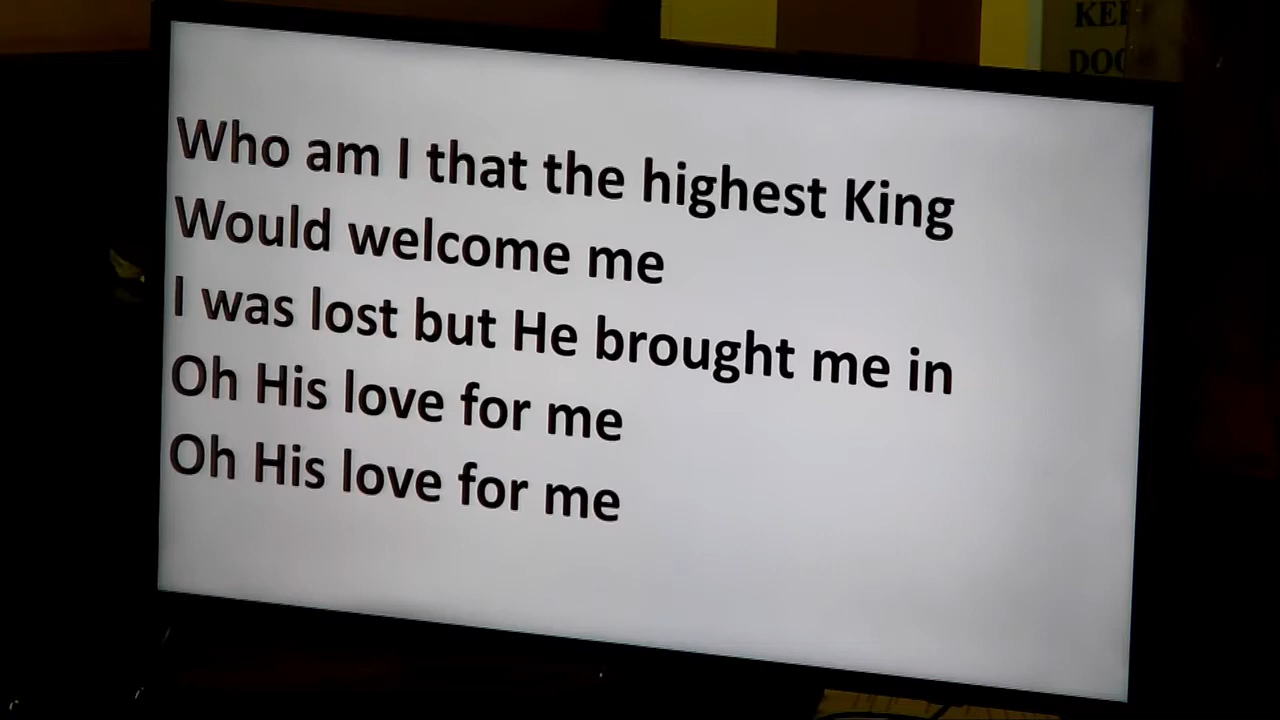 Who am I that the highest King
Would welcome me
I was lost but He brought me in
Oh His love for me
Oh His love for me